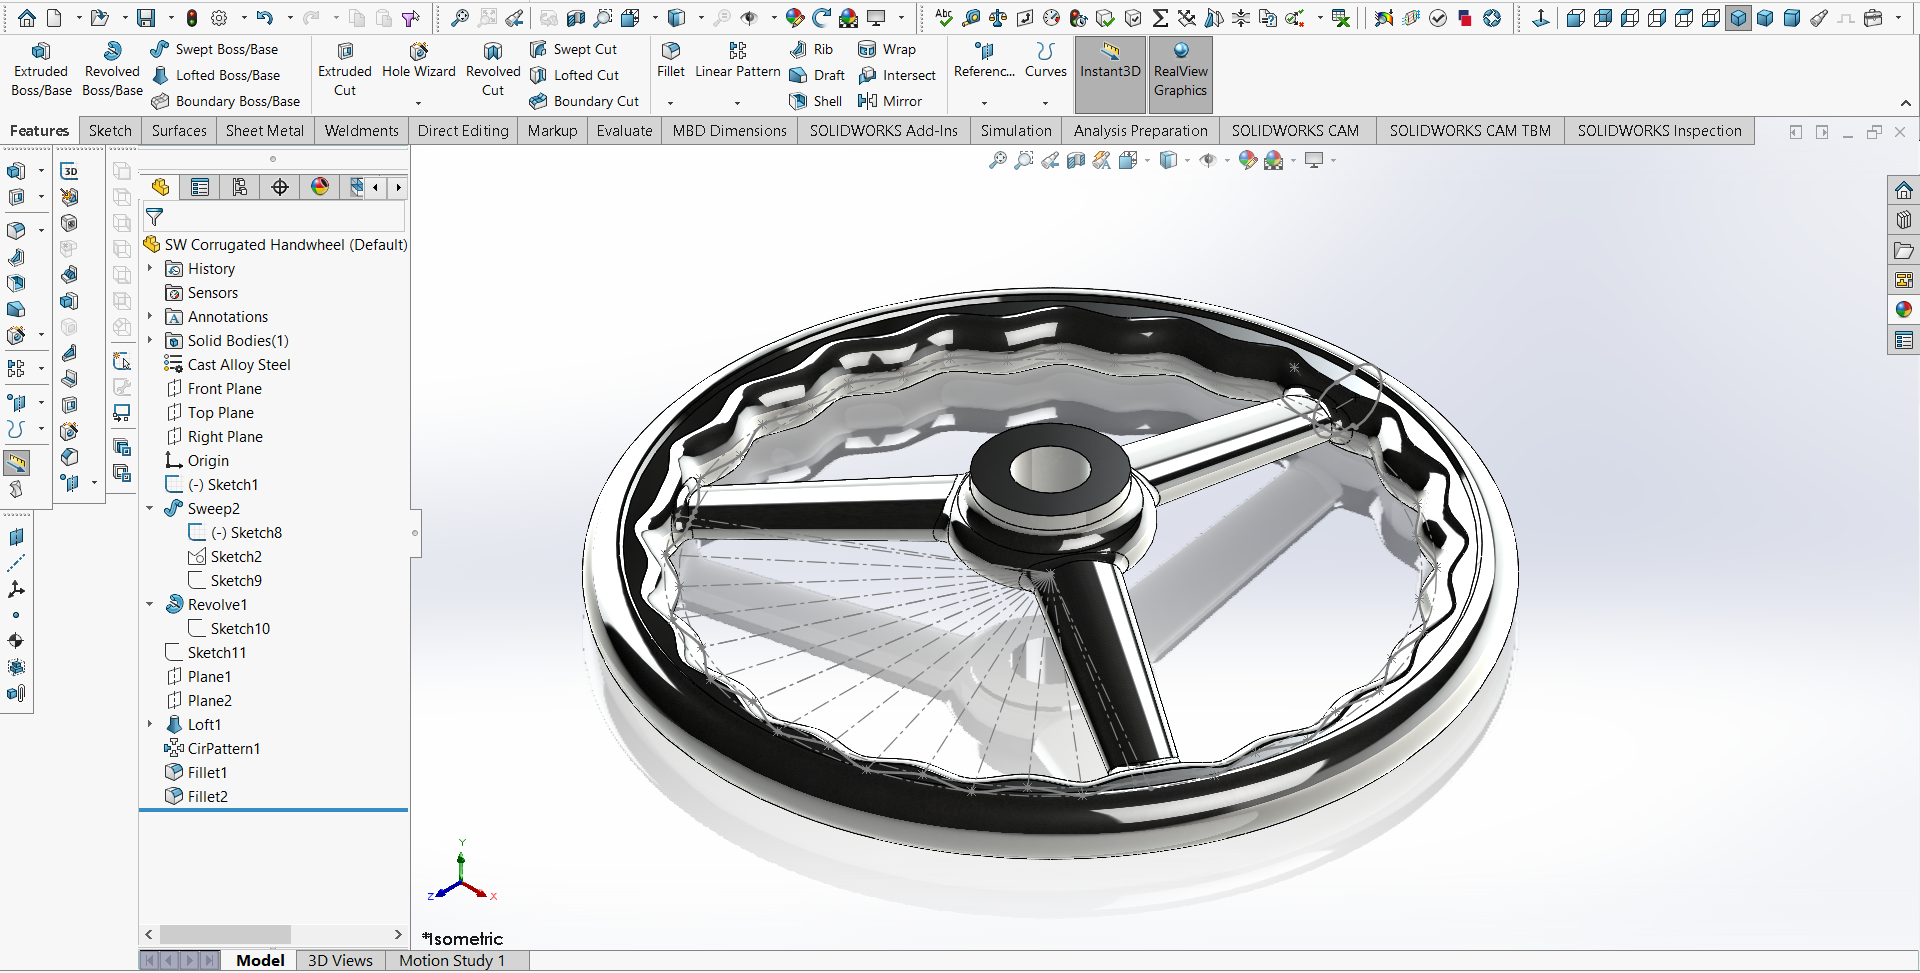 Extruded Boss/Base
Revolved Boss/Base
Swept Boss/Base
Lofted Boss/Base
Boundary Boss/Base
Extruded Cut
Hole Wizard
Revolved Cut
Swept Cut
Lofted Cut
Boundary Cut
Fillet
Linear Pattern
Rib
Draft
Shell
Wrap
Intersect
Mirror
Referenc...
Curves
Instant3D
RealView Graphics
Features
Sketch
Surfaces
Sheet Metal
Weldments
Direct Editing
Markup
Evaluate
MBD Dimensions
SOLIDWORKS Add-Ins
Simulation
Analysis Preparation
SOLIDWORKS CAM
SOLIDWORKS CAM TBM
SOLIDWORKS Inspection
3D
SW Corrugated Handwheel (Default)
History
Sensors
Annotations
Solid Bodies(1)
Cast Alloy Steel
Front Plane
Top Plane
Right Plane
Origin
(-) Sketch1
Sweep2
(-) Sketch8
Sketch2
Sketch9
Revolve1
Sketch10
Sketch11
Plane1
Plane2
Loft1
CirPattern1
Fillet1
Fillet2
Y
Z
X
*Isometric
Model
3D Views
Motion Study 1